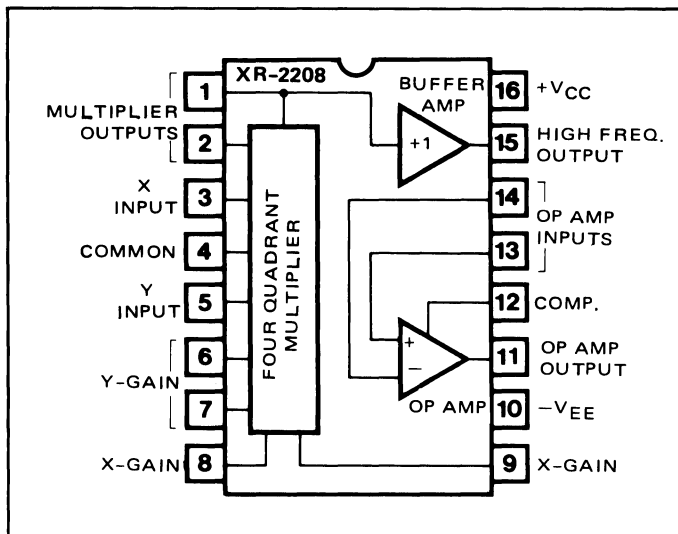 XR-2208
1
MULTIPLIER
OUTPUTS
2
X
INPUT
3
COMMON
4
Y
INPUT
5
6
Y-GAIN
7
X-GAIN
8
FOUR QUADRANT
MULTIPLIER
BUFFER
AMP
+1
+
−
OP AMP
16
+VCC
15
HIGH FREQ.
OUTPUT
14
OP AMP
INPUTS
13
12
COMP.
11
OP AMP
OUTPUT
10
−VEE
9
X-GAIN